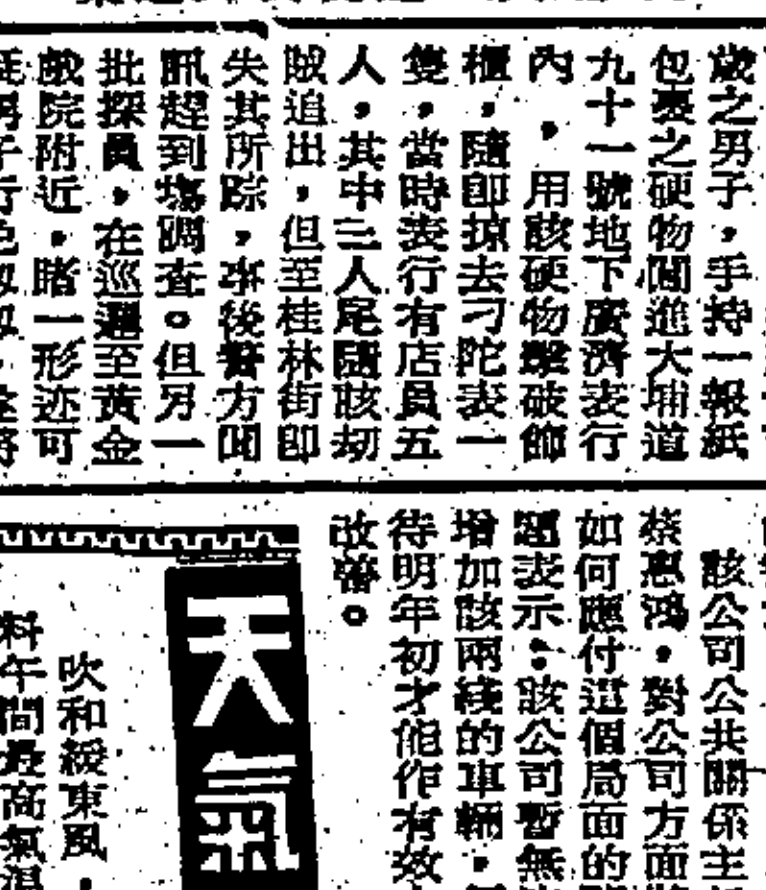 歲之男子，手持一報紙
包裹之硬物闖進大埔道
九十一號地下廣濟表行
內，用該硬物擊破飾
櫃，隨即掠去刁陀表一
隻，當時表行有店員五
人，其中三人尾隨該刧
賊追出，但至桂林街即
失其所踪，事後警方聞
訊趕到塲調查。但另一
批探員，在巡邏至黃金
戲院附近，睹一形迹可
該公司公共關係主
蔡惠鴻，對公司方面
如何應付這個局面的
題表示：該公司暫無
增加該兩綫的車輛，
待明年初才能作有效
改善。
天氣
吹和緩東風，
料午間最高氣溫